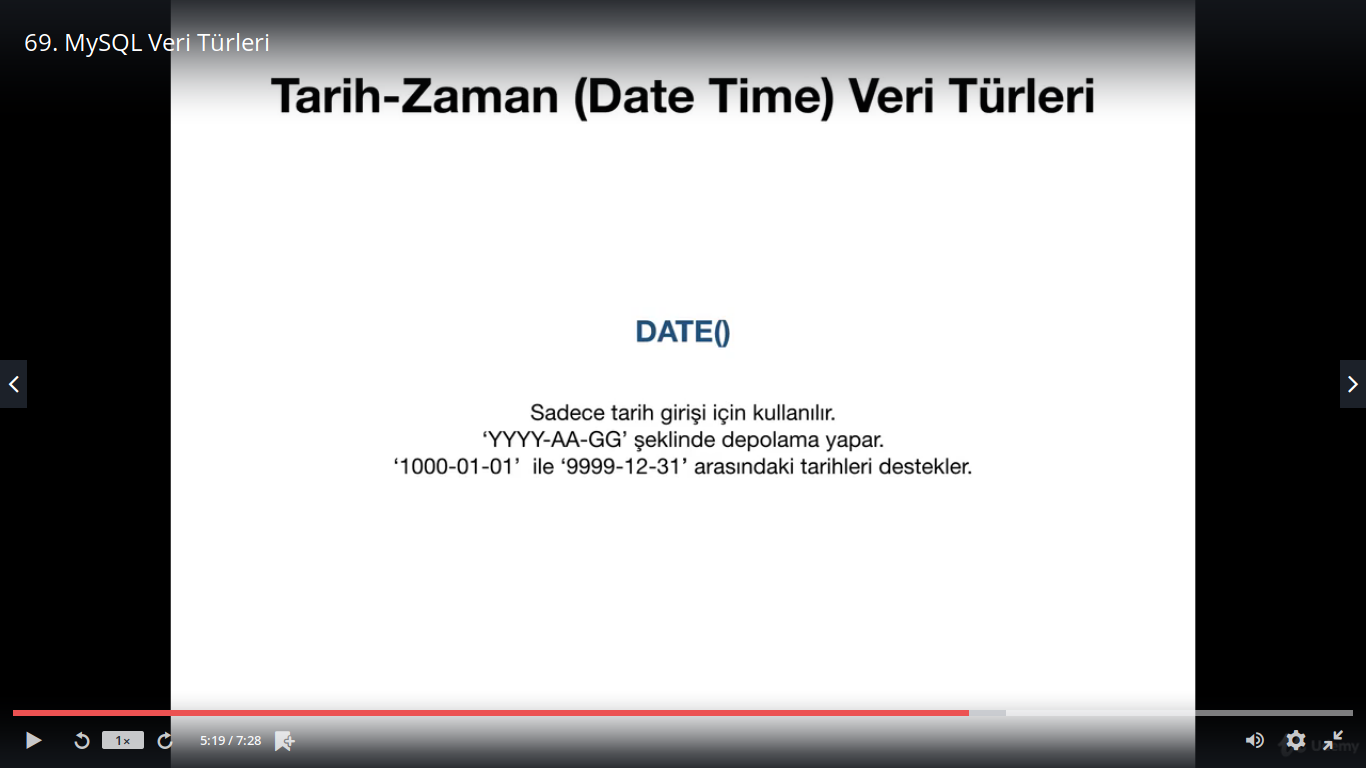 69. MySQL Veri Türleri
Tarih-Zaman (Date Time) Veri Türleri
DATE()
Sadece tarih girişi için kullanılır.
‘YYYY-AA-GG’ şeklinde depolama yapar.
‘1000-01-01’ ile ‘9999-12-31’ arasındaki tarihleri destekler.
1×
5:19 / 7:28
Udemy